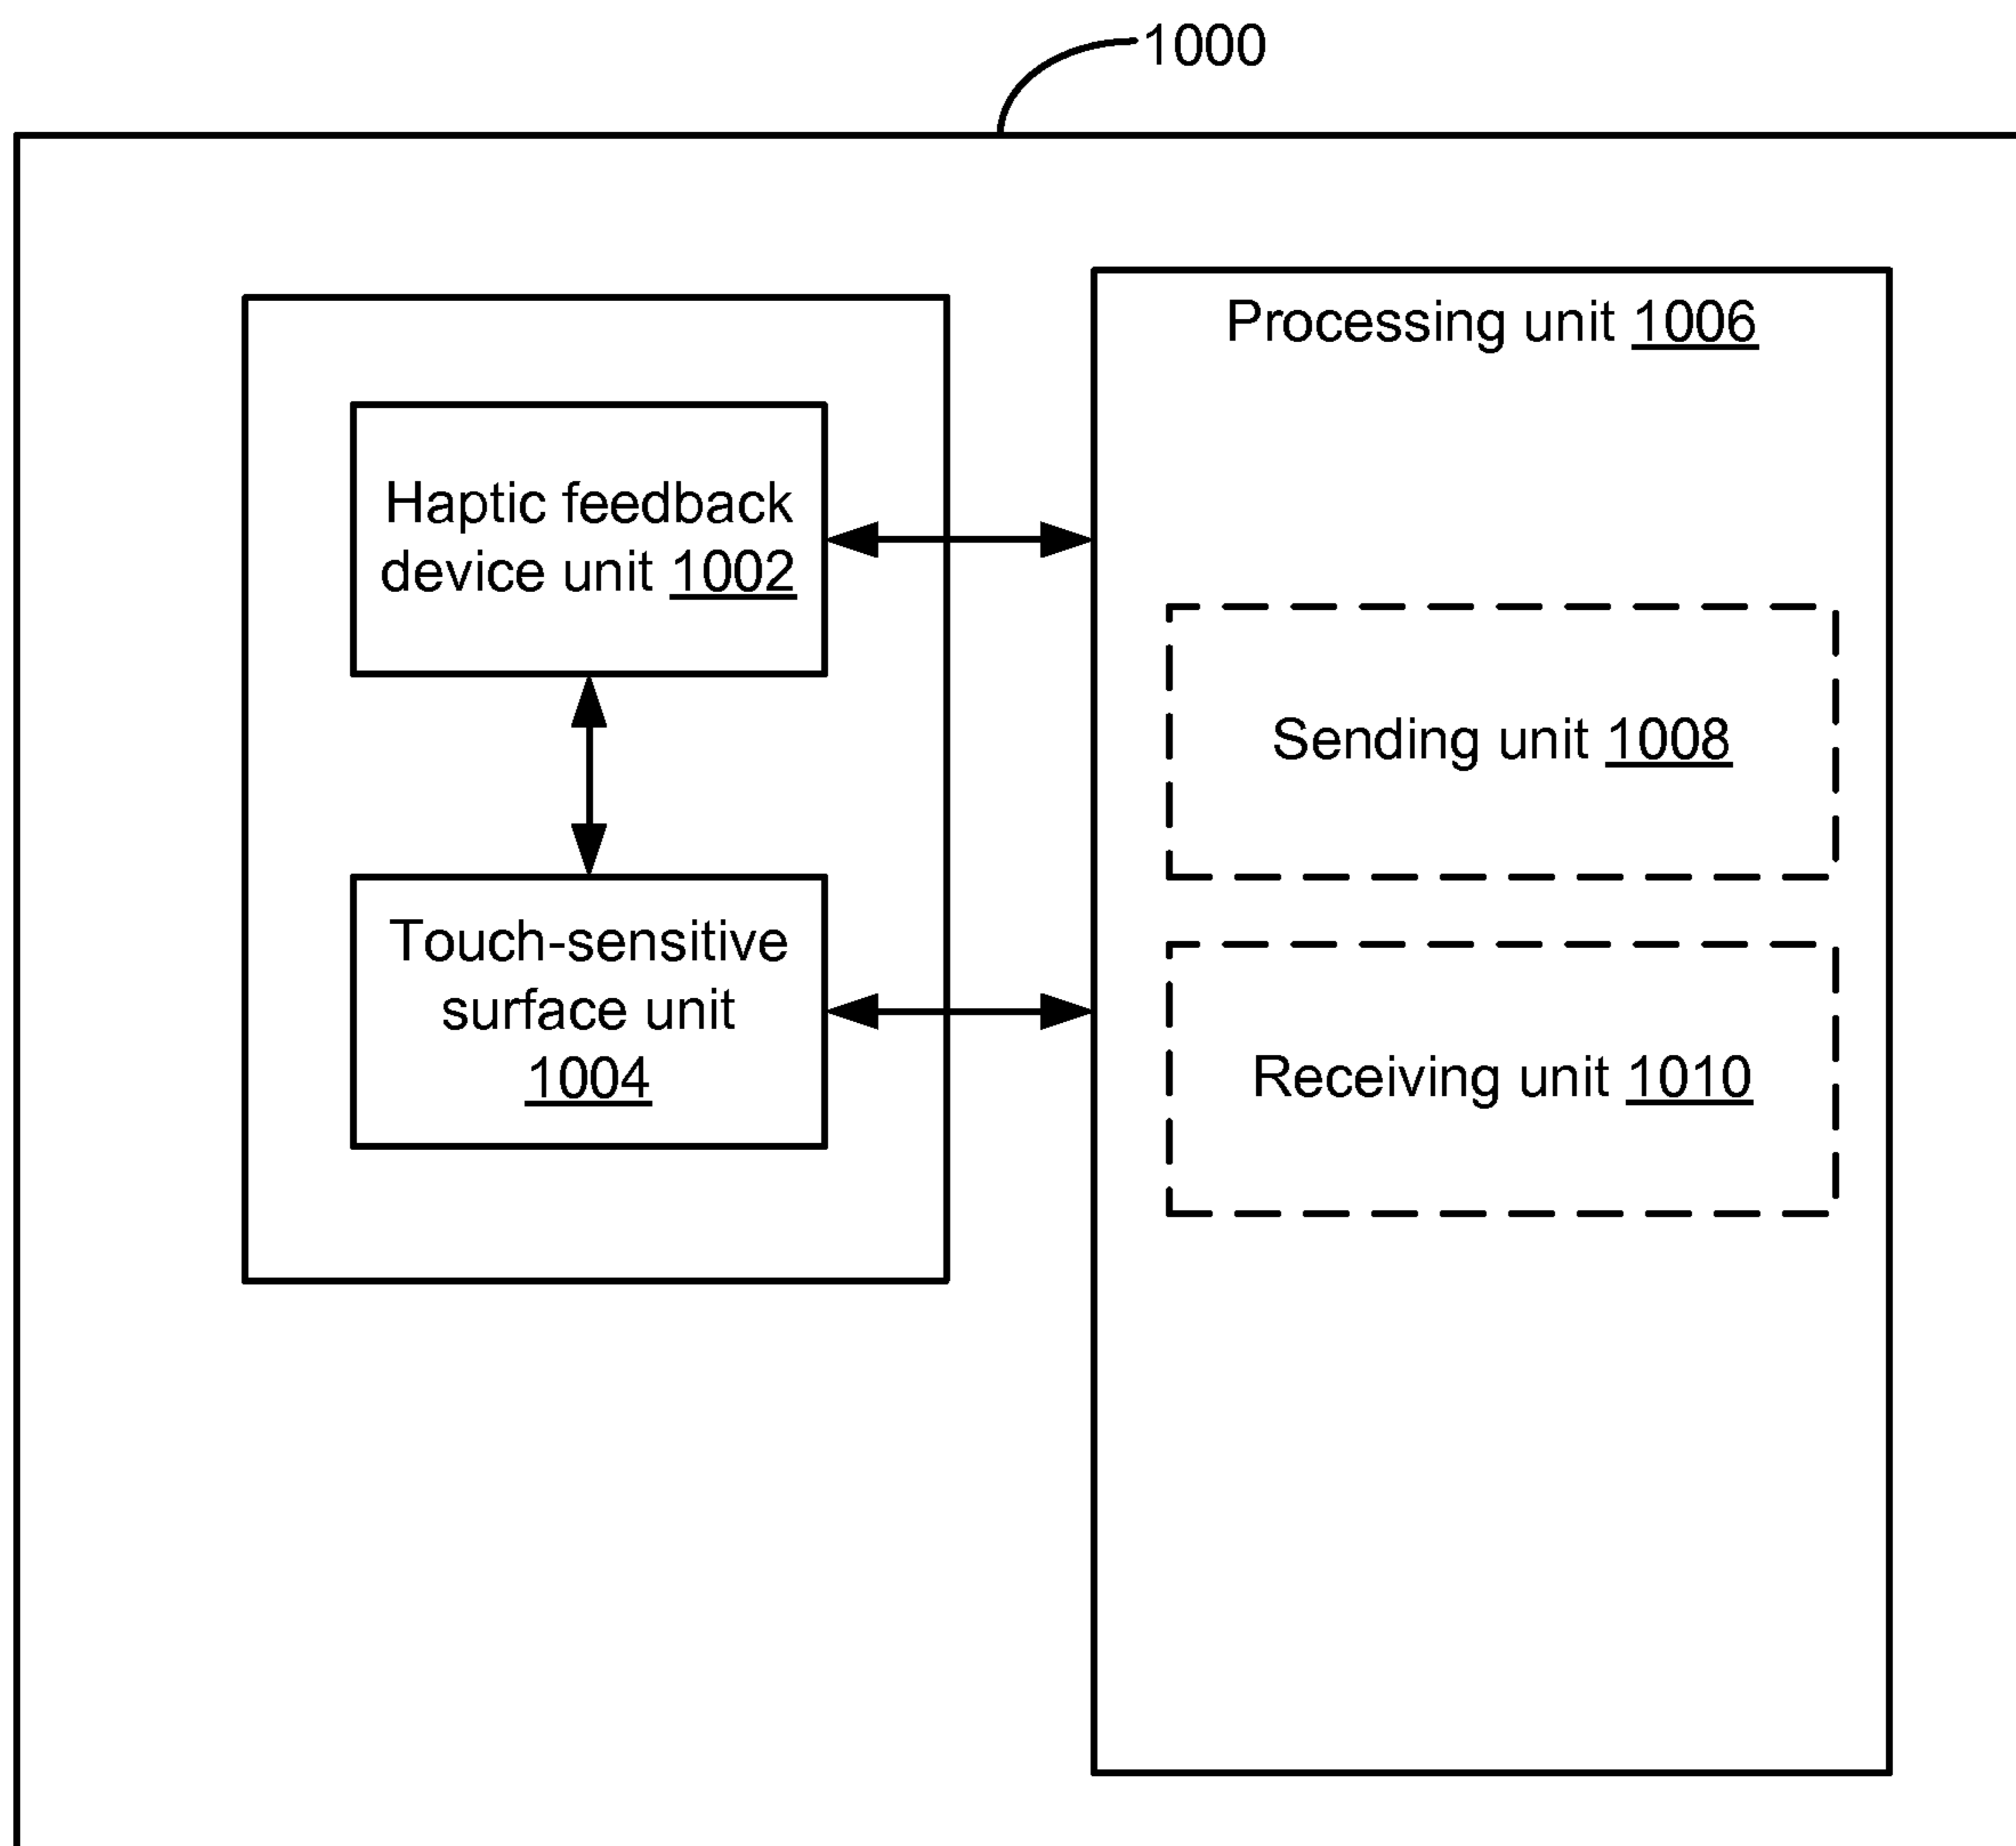 1000
Processing unit 1006
Haptic feedback
device unit 1002
Sending unit 1008
Touch-sensitive
surface unit
1004
Receiving unit 1010